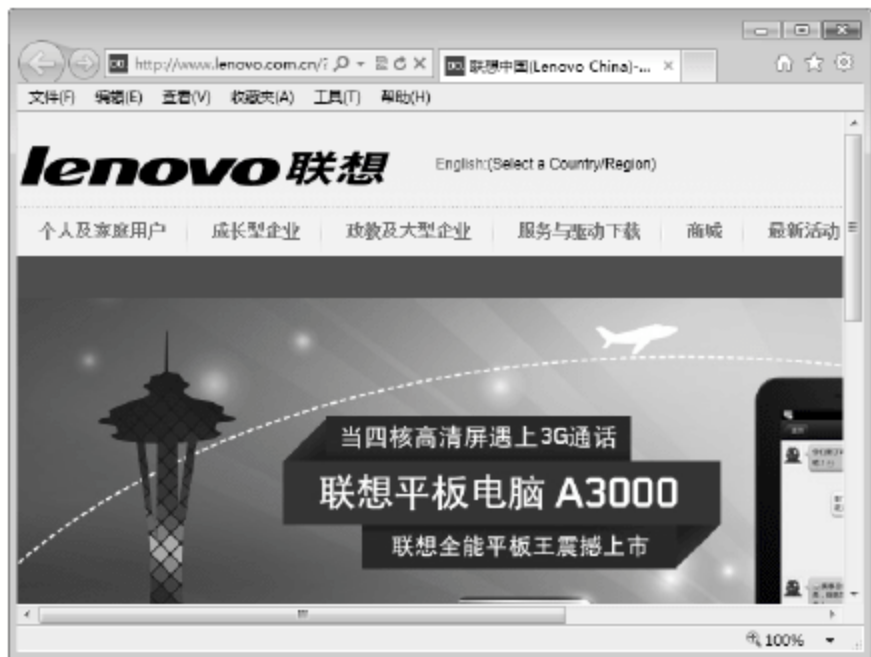 http://www.lenovo.com.cn/
联想中国(Lenovo China)-...
文件(F) 编辑(E) 查看(V) 收藏夹(A) 工具(T) 帮助(H)
lenovo联想 English:(Select a Country/Region)
个人及家庭用户 成长型企业 政教及大型企业 服务与驱动下载 商城 最新活动
当四核高清屏遇上3G通话
联想平板电脑 A3000
联想全能平板王震撼上市
100%